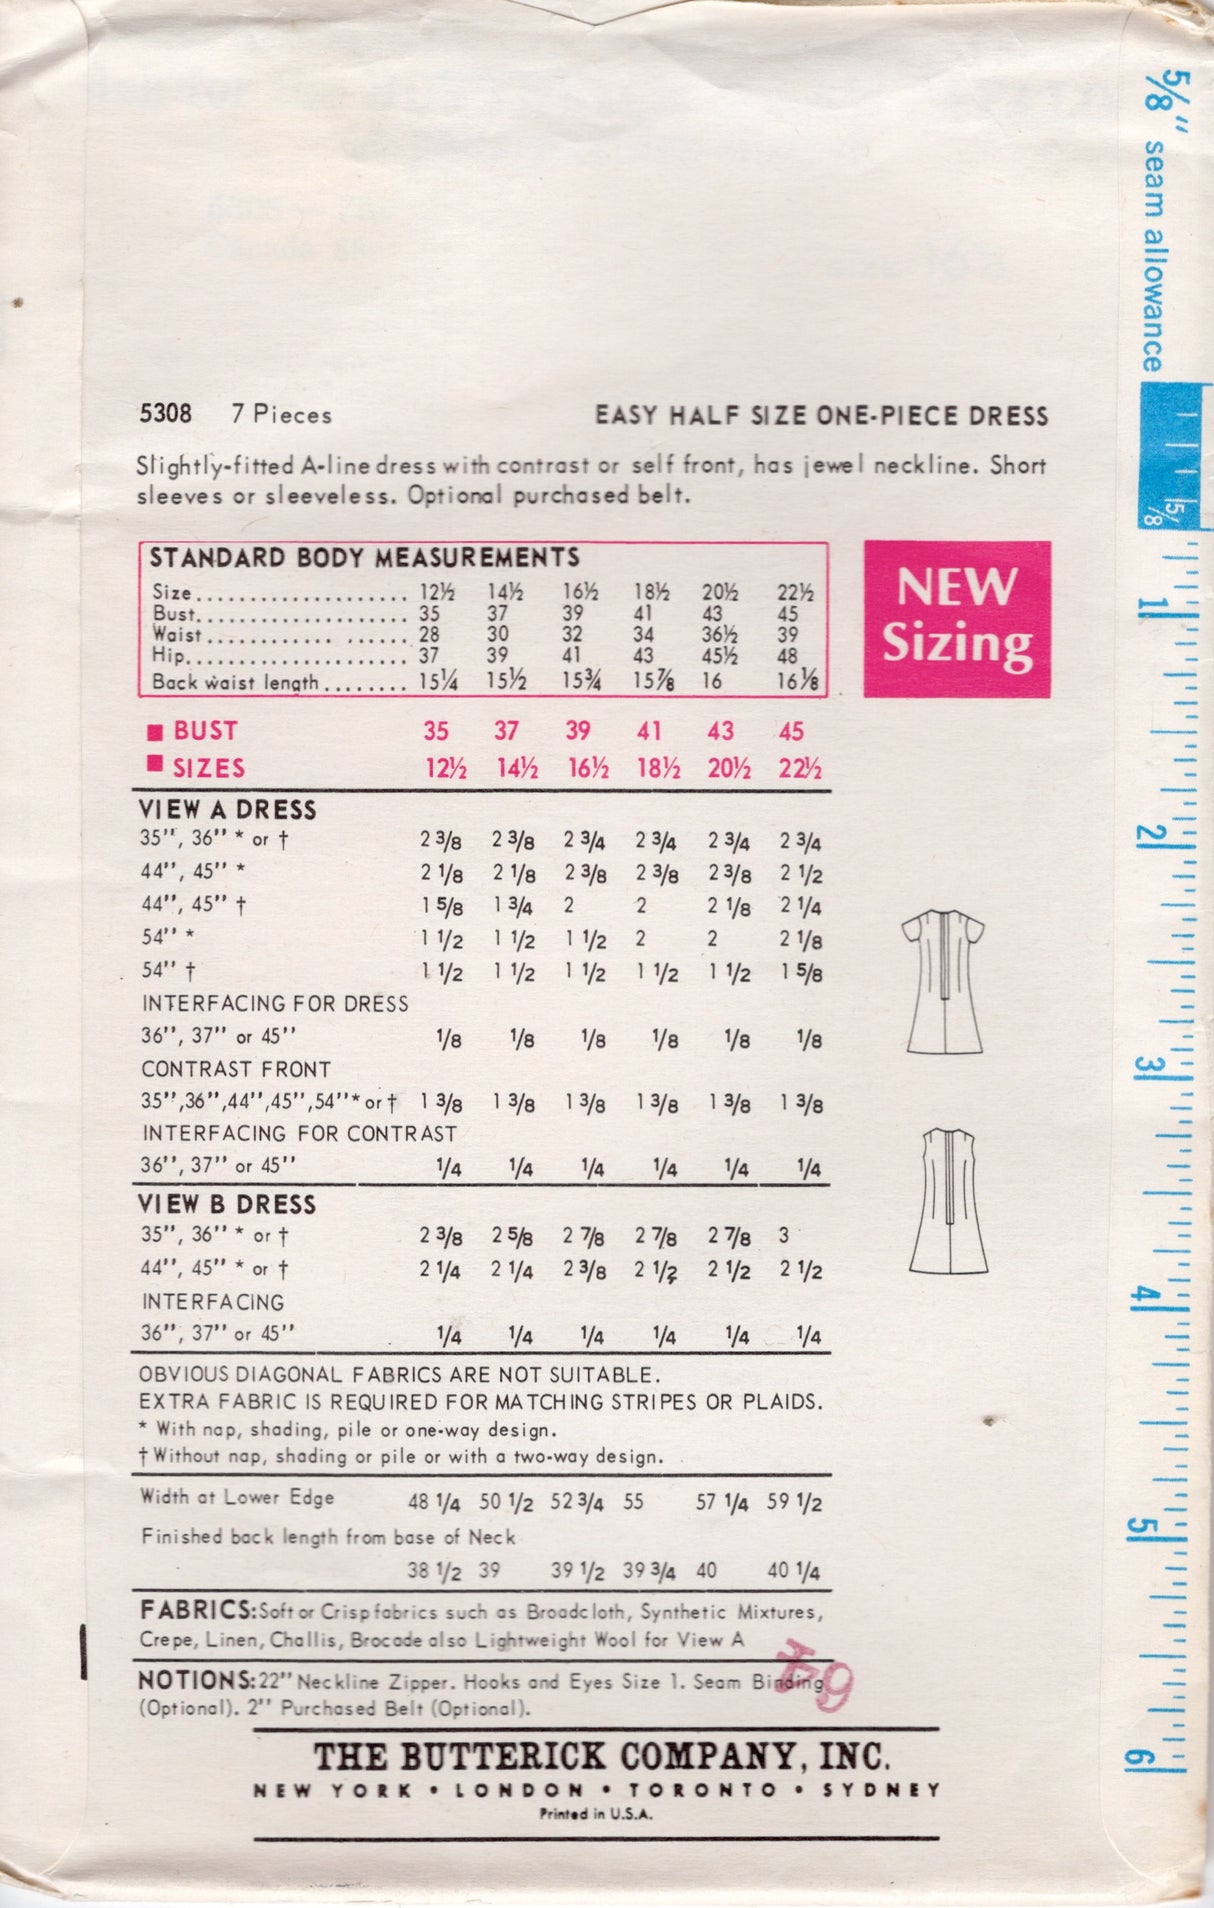 5308 7 Pieces EASY HALF SIZE ONE-PIECE DRESS
Slightly-fitted A-line dress with contrast or self front, has jewel neckline. Short
sleeves or sleeveless. Optional purchased belt.
STANDARD BODY MEASUREMENTS
Size.................... 12½ 14½ 16½ 18½ 20½ 22½
Bust.................... 35 37 39 41 43 45
Waist ............ ...... 28 30 32 34 36½ 39
Hip..................... 37 39 41 43 45½ 48
Back waist length........ 15¼ 15½ 15¾ 15⅞ 16 16⅛
NEW
Sizing
■ BUST 35 37 39 41 43 45
■ SIZES 12½ 14½ 16½ 18½ 20½ 22½
VIEW A DRESS
35'', 36'' * or † 2 3/8 2 3/8 2 3/4 2 3/4 2 3/4 2 3/4
44'', 45'' * 2 1/8 2 1/8 2 3/8 2 3/8 2 3/8 2 1/2
44'', 45'' † 1 5/8 1 3/4 2 2 2 1/8 2 1/4
54'' * 1 1/2 1 1/2 1 1/2 2 2 2 1/8
54'' † 1 1/2 1 1/2 1 1/2 1 1/2 1 1/2 1 5/8
INTERFACING FOR DRESS
36'', 37'' or 45'' 1/8 1/8 1/8 1/8 1/8 1/8
CONTRAST FRONT
35'',36'',44'',45'',54''* or † 1 3/8 1 3/8 1 3/8 1 3/8 1 3/8 1 3/8
INTERFACING FOR CONTRAST
36'', 37'' or 45'' 1/4 1/4 1/4 1/4 1/4 1/4
VIEW B DRESS
35'', 36'' * or † 2 3/8 2 5/8 2 7/8 2 7/8 2 7/8 3
44'', 45'' * or † 2 1/4 2 1/4 2 3/8 2 1/2 2 1/2 2 1/2
INTERFACING
36'', 37'' or 45'' 1/4 1/4 1/4 1/4 1/4 1/4
OBVIOUS DIAGONAL FABRICS ARE NOT SUITABLE.
EXTRA FABRIC IS REQUIRED FOR MATCHING STRIPES OR PLAIDS.
* With nap, shading, pile or one-way design.
† Without nap, shading or pile or with a two-way design.
Width at Lower Edge 48 1/4 50 1/2 52 3/4 55 57 1/4 59 1/2
Finished back length from base of Neck
38 1/2 39 39 1/2 39 3/4 40 40 1/4
FABRICS: Soft or Crisp fabrics such as Broadcloth, Synthetic Mixtures,
Crepe, Linen, Challis, Brocade also Lightweight Wool for View A
NOTIONS: 22'' Neckline Zipper. Hooks and Eyes Size 1. Seam Binding
(Optional). 2'' Purchased Belt (Optional).
64
THE BUTTERICK COMPANY, INC.
NEW YORK • LONDON • TORONTO • SYDNEY
Printed in U.S.A.
5/8'' seam allowance
5/8
1
2
3
4
5
6